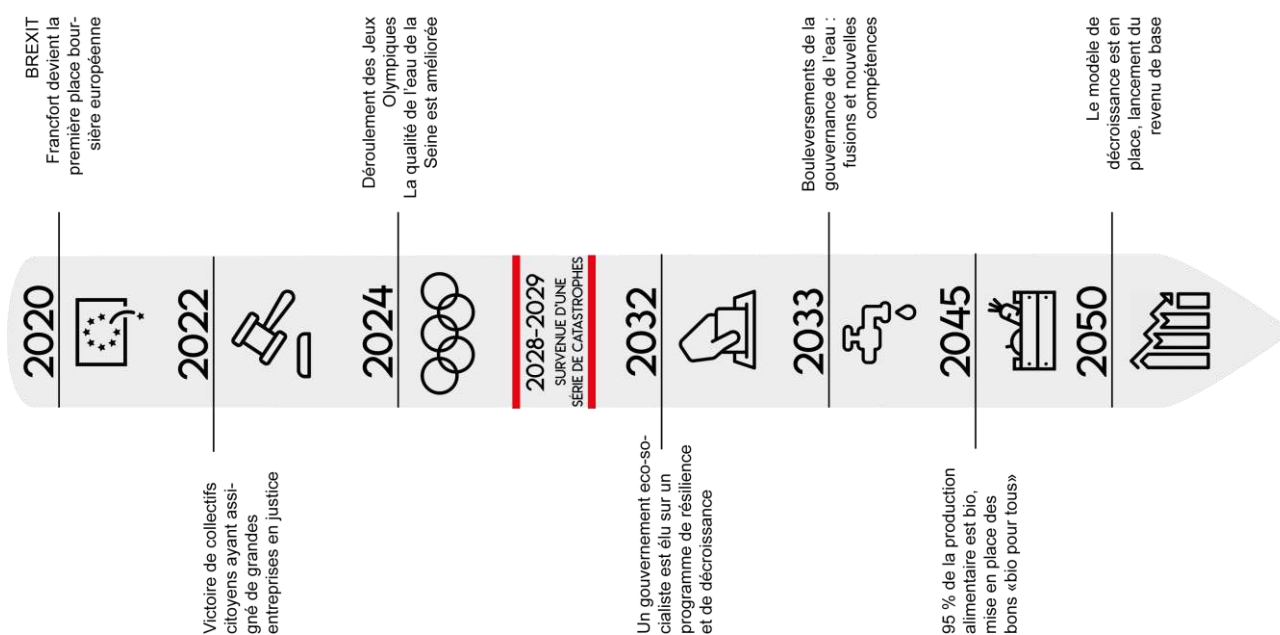 2020
BREXIT
Francfort devient la
première place bour-
sière européenne
2022
Victoire de collectifs
citoyens ayant assi-
gné de grandes
entreprises en justice
2024
Déroulement des Jeux
Olympiques
La qualité de l'eau de la
Seine est améliorée
2028-2029
SURVENUE D'UNE
SÉRIE DE CATASTROPHES
2032
Un gouvernement eco-so-
cialiste est élu sur un
programme de résilience
et de décroissance
2033
Bouleversements de la
gouvernance de l'eau :
fusions et nouvelles
compétences
2045
95 % de la production
alimentaire est bio,
mise en place des
bons «bio pour tous»
2050
Le modèle de
décroissance est en
place, lancement du
revenu de base